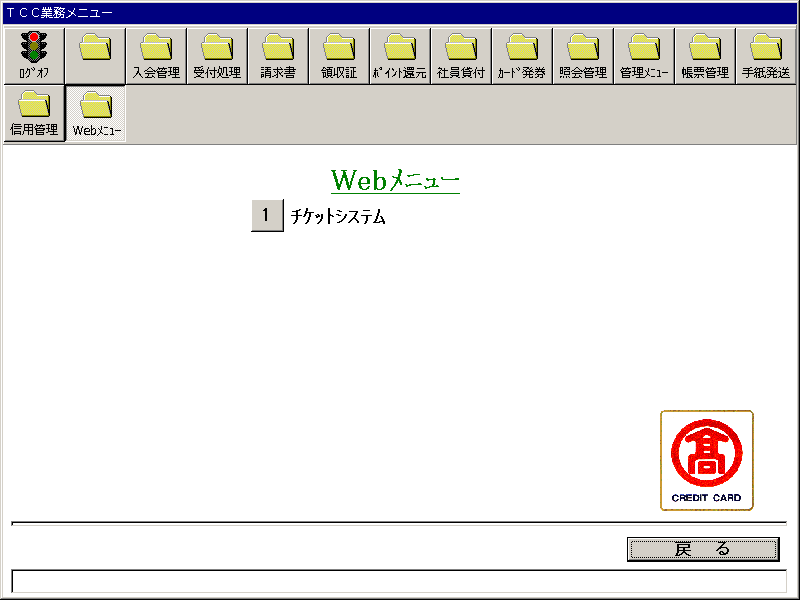 ＴＣＣ業務メニュー
ﾛｸﾞｵﾌ 入会管理 受付処理 請求書 領収証 ﾎﾟｲﾝﾄ還元 社員貸付 ｶｰﾄﾞ発券 照会管理 管理ﾒﾆｭｰ 帳票管理 手紙発送
信用管理 Webﾒﾆｭｰ
Webメニュー
1 チケットシステム
髙
CREDIT CARD
戻 る